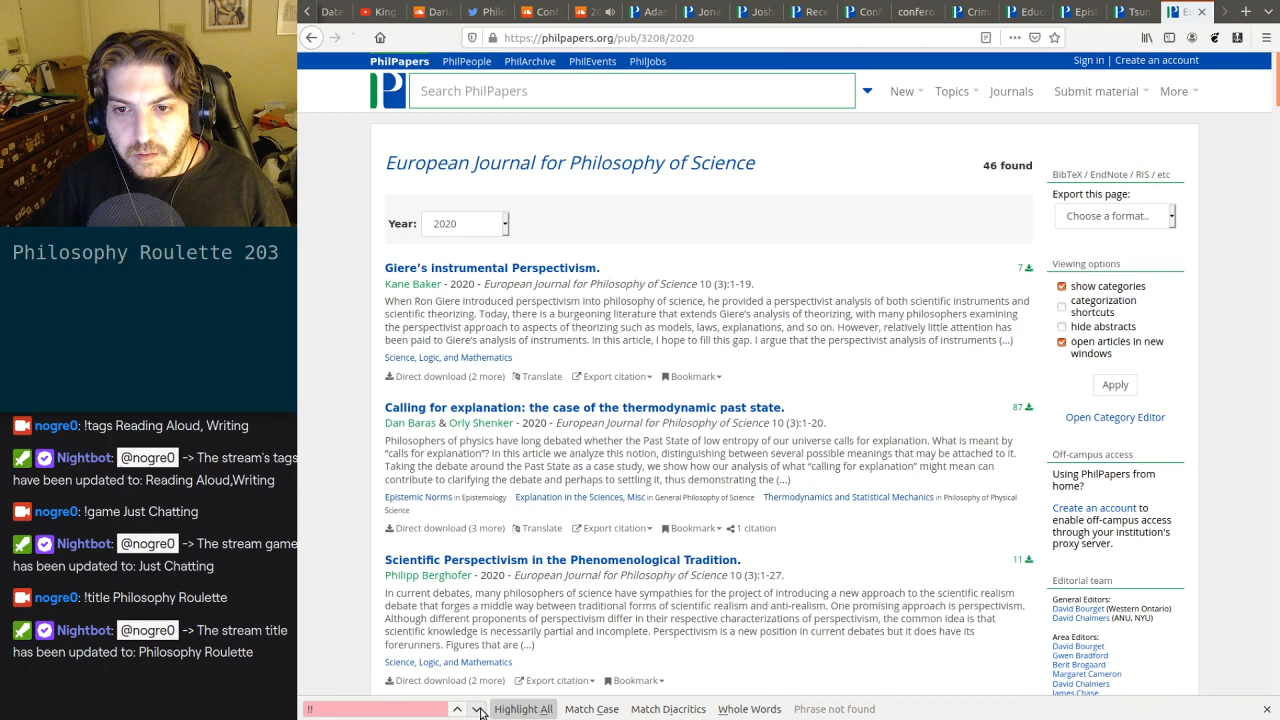 Date
King
Daria
Philo
Conf
20
Adan
Jona
Josh
Rece
Conf
confero
Crim
Educ
Epist
Tsun
Eu
https://philpapers.org/pub/3208/2020
PhilPapers PhilPeople PhilArchive PhilEvents PhilJobs
Sign in | Create an account
Search PhilPapers
New Topics Journals Submit material More
European Journal for Philosophy of Science
46 found
Year: 2020
Giere’s instrumental Perspectivism.
7
Kane Baker - 2020 - European Journal for Philosophy of Science 10 (3):1-19.
When Ron Giere introduced perspectivism into philosophy of science, he provided a perspectivist analysis of both scientific instruments and
scientific theorizing. Today, there is a burgeoning literature that extends Giere’s analysis of theorizing, with many philosophers examining
the perspectivist approach to aspects of theorizing such as models, laws, explanations, and so on. However, relatively little attention has
been paid to Giere’s analysis of instruments. In this article, I hope to fill this gap. I argue that the perspectivist analysis of instruments (...)
Science, Logic, and Mathematics
Direct download (2 more) Translate Export citation Bookmark
Calling for explanation: the case of the thermodynamic past state.
87
Dan Baras & Orly Shenker - 2020 - European Journal for Philosophy of Science 10 (3):1-20.
Philosophers of physics have long debated whether the Past State of low entropy of our universe calls for explanation. What is meant by
“calls for explanation”? In this article we analyze this notion, distinguishing between several possible meanings that may be attached to it.
Taking the debate around the Past State as a case study, we show how our analysis of what “calling for explanation” might mean can
contribute to clarifying the debate and perhaps to settling it, thus demonstrating the (...)
Epistemic Norms in Epistemology Explanation in the Sciences, Misc in General Philosophy of Science Thermodynamics and Statistical Mechanics in Philosophy of Physical
Science
Direct download (3 more) Translate Export citation Bookmark 1 citation
Scientific Perspectivism in the Phenomenological Tradition.
11
Philipp Berghofer - 2020 - European Journal for Philosophy of Science 10 (3):1-27.
In current debates, many philosophers of science have sympathies for the project of introducing a new approach to the scientific realism
debate that forges a middle way between traditional forms of scientific realism and anti-realism. One promising approach is perspectivism.
Although different proponents of perspectivism differ in their respective characterizations of perspectivism, the common idea is that
scientific knowledge is necessarily partial and incomplete. Perspectivism is a new position in current debates but it does have its
forerunners. Figures that are (...)
Science, Logic, and Mathematics
Direct download (2 more) Export citation Bookmark
BibTeX / EndNote / RIS / etc
Export this page:
Choose a format..
Viewing options
show categories
categorization
shortcuts
hide abstracts
open articles in new
windows
Apply
Open Category Editor
Off-campus access
Using PhilPapers from
home?
Create an account to
enable off-campus access
through your institution's
proxy server.
Editorial team
General Editors:
David Bourget (Western Ontario)
David Chalmers (ANU, NYU)
Area Editors:
David Bourget
Gwen Bradford
Berit Brogaard
Margaret Cameron
David Chalmers
James Chase
!!
Highlight All Match Case Match Diacritics Whole Words Phrase not found
Philosophy Roulette 203
nogre0: !tags Reading Aloud, Writing
Nightbot: @nogre0 -> The stream's tags
have been updated to: Reading Aloud,Writing
nogre0: !game Just Chatting
Nightbot: @nogre0 -> The stream game
has been updated to: Just Chatting
nogre0: !title Philosophy Roulette
Nightbot: @nogre0 -> The stream title
has been updated to: Philosophy Roulette